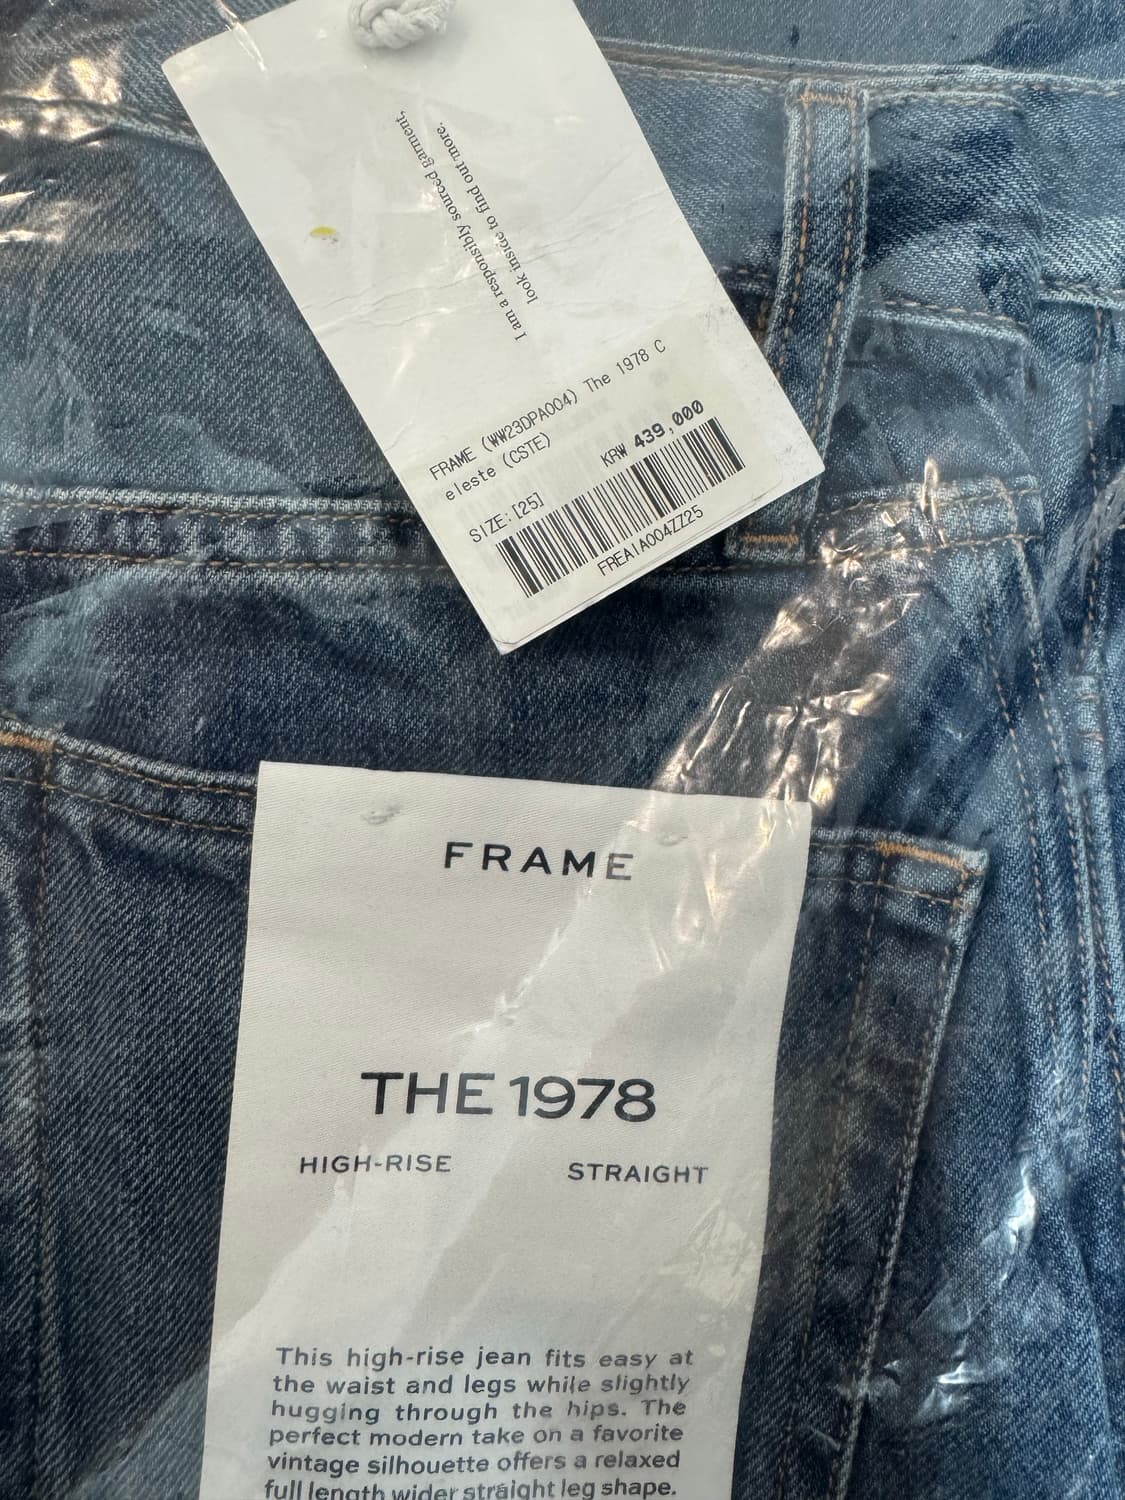 I am a responsibly sourced garment,
look inside to find out more.
FRAME (WW23DPA004) The 1978 C
eleste (CSTE)
KRW 439,000
SIZE:[25]
FREAIA004ZZ25
FRAME
THE 1978
HIGH-RISE STRAIGHT
This high-rise jean fits easy at
the waist and legs while slightly
hugging through the hips. The
perfect modern take on a favorite
vintage silhouette offers a relaxed
full length wider straight leg shape.